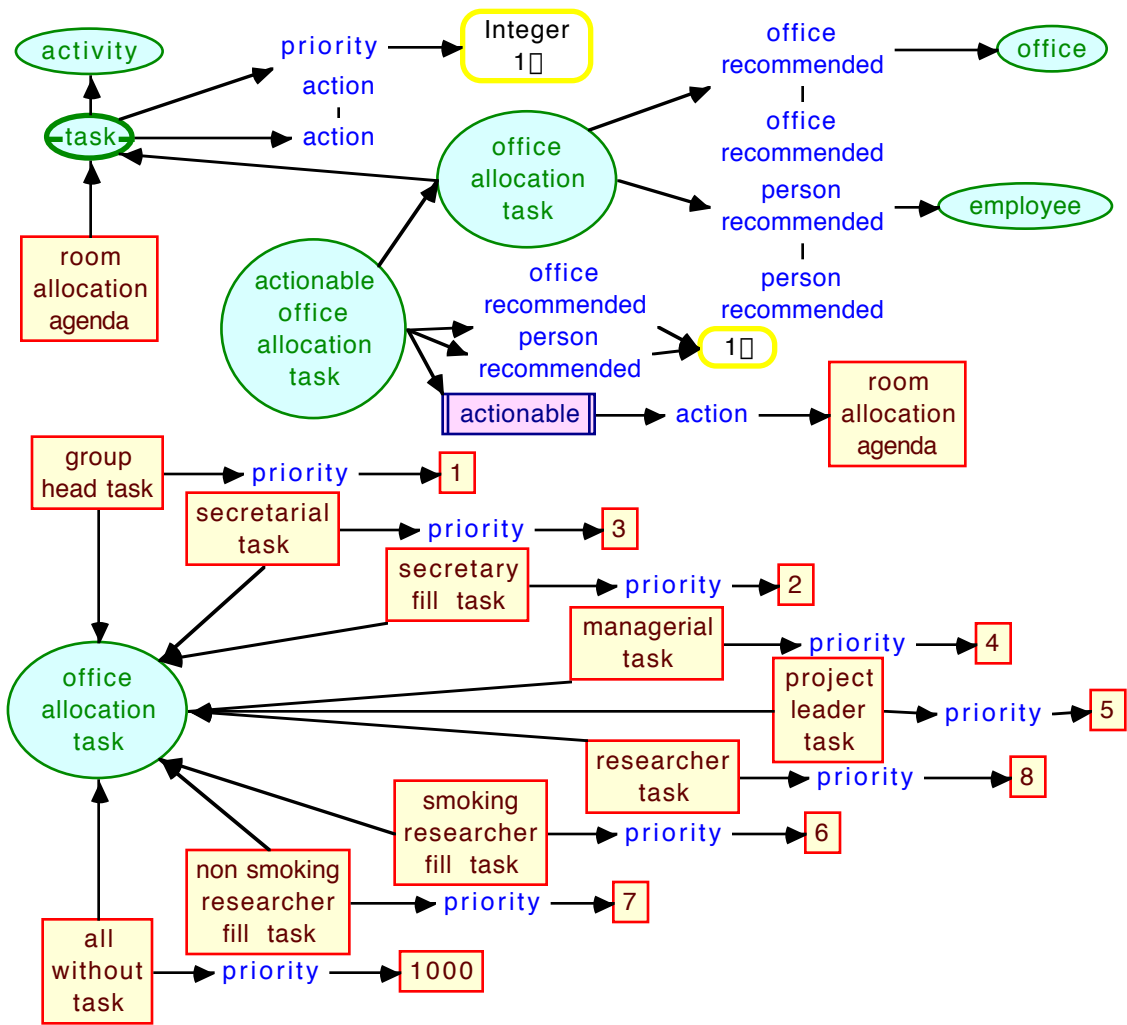 activity
priority
Integer
1▯
office
recommended
office
action
task
action
office
allocation
task
office
recommended
person
recommended
employee
person
recommended
room
allocation
agenda
actionable
office
allocation
task
office
recommended
person
recommended
1▯
actionable
action
room
allocation
agenda
group
head task
priority
1
secretarial
task
priority
3
secretary
fill task
priority
2
managerial
task
priority
4
office
allocation
task
project
leader
task
priority
5
researcher
task
priority
8
smoking
researcher
fill task
priority
6
non smoking
researcher
fill task
priority
7
all
without
task
priority
1000